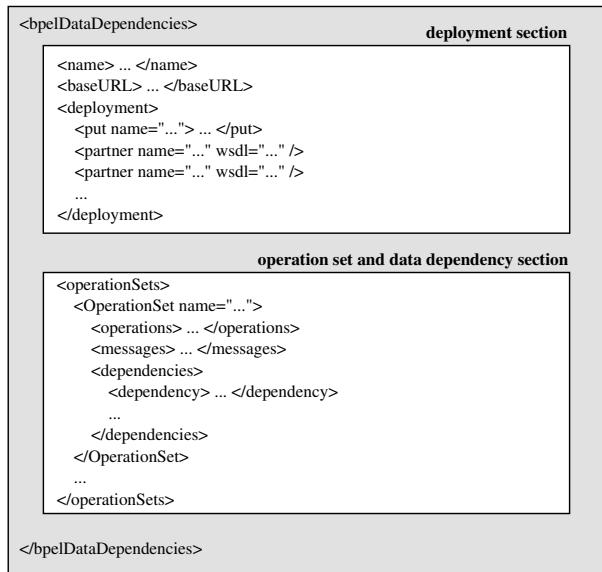 <bpelDataDependencies>
deployment section
<name> ... </name>
<baseURL> ... </baseURL>
<deployment>
<put name="..."> ... </put>
<partner name="..." wsdl="..." />
<partner name="..." wsdl="..." />
...
</deployment>
operation set and data dependency section
<operationSets>
<OperationSet name="...">
<operations> ... </operations>
<messages> ... </messages>
<dependencies>
<dependency> ... </dependency>
...
</dependencies>
</OperationSet>
...
</operationSets>
</bpelDataDependencies>